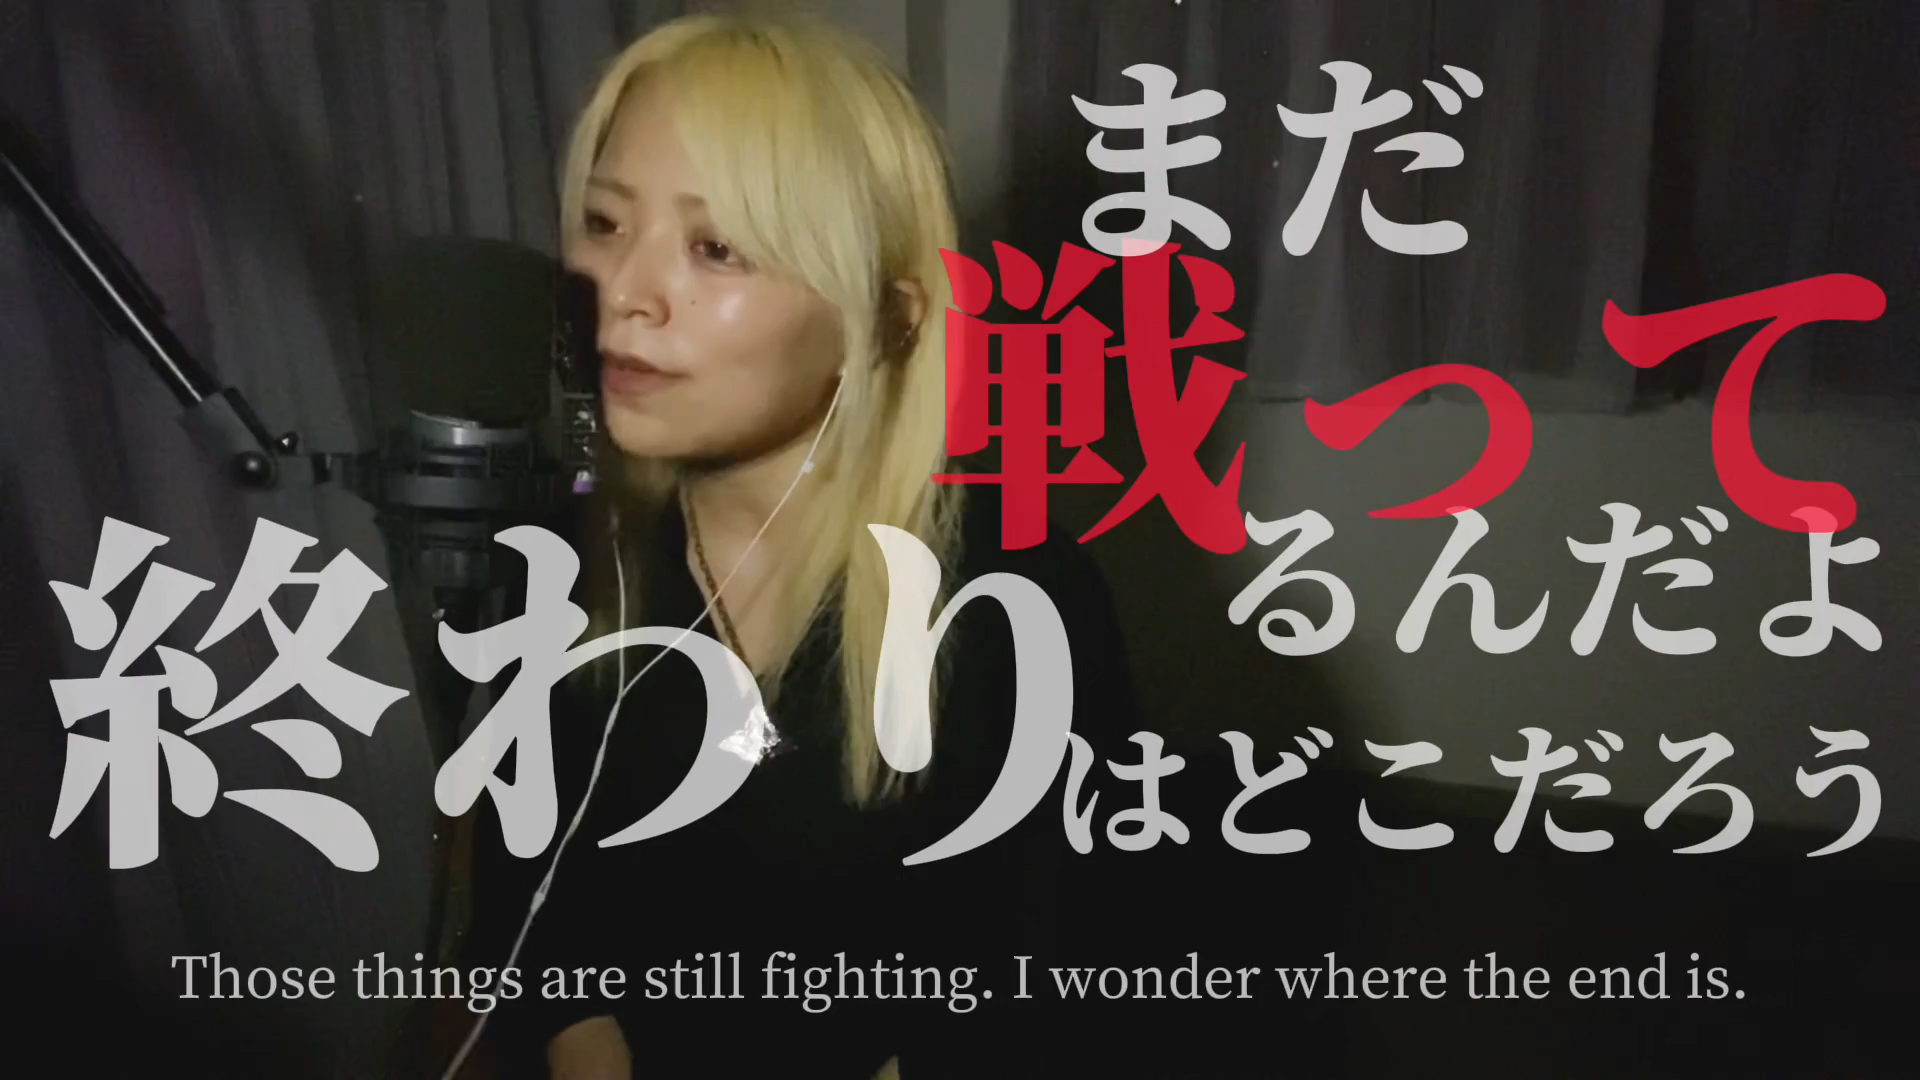 まだ
戦って
るんだよ
終わりはどこだろう
Those things are still fighting. I wonder where the end is.